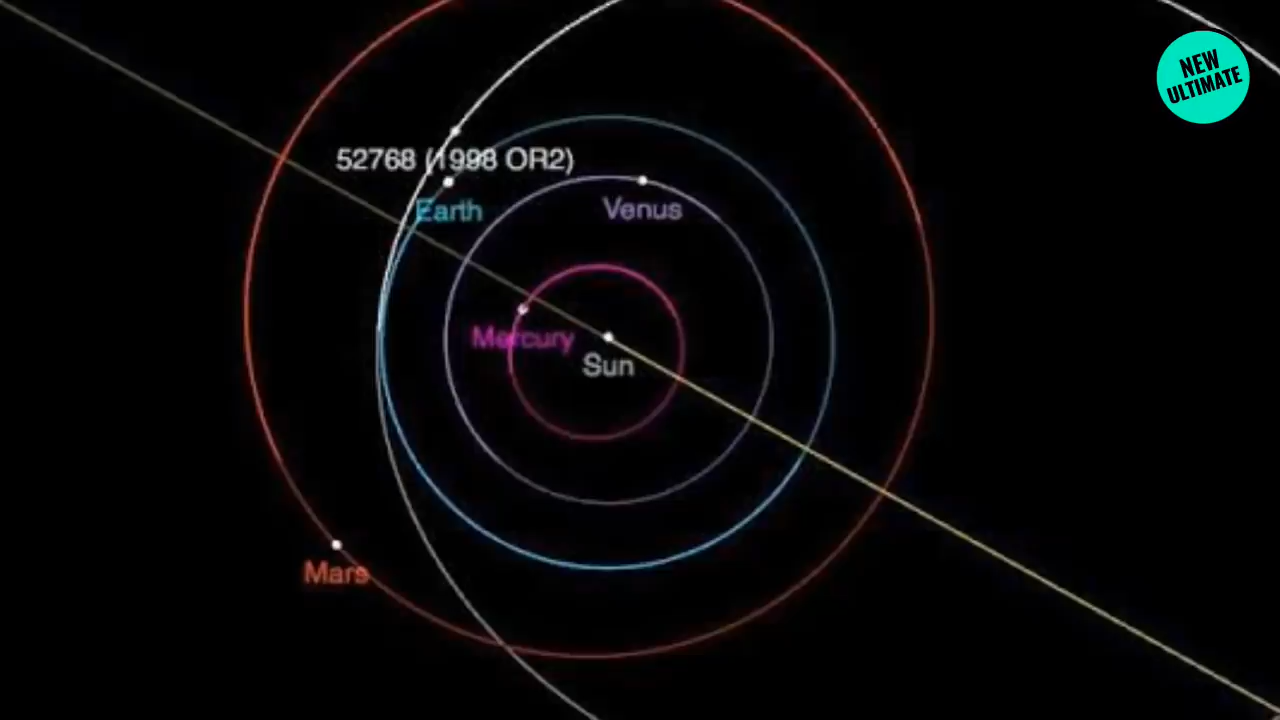 NEW
ULTIMATE
52768 (1998 OR2)
Earth
Venus
Mercury
Sun
Mars